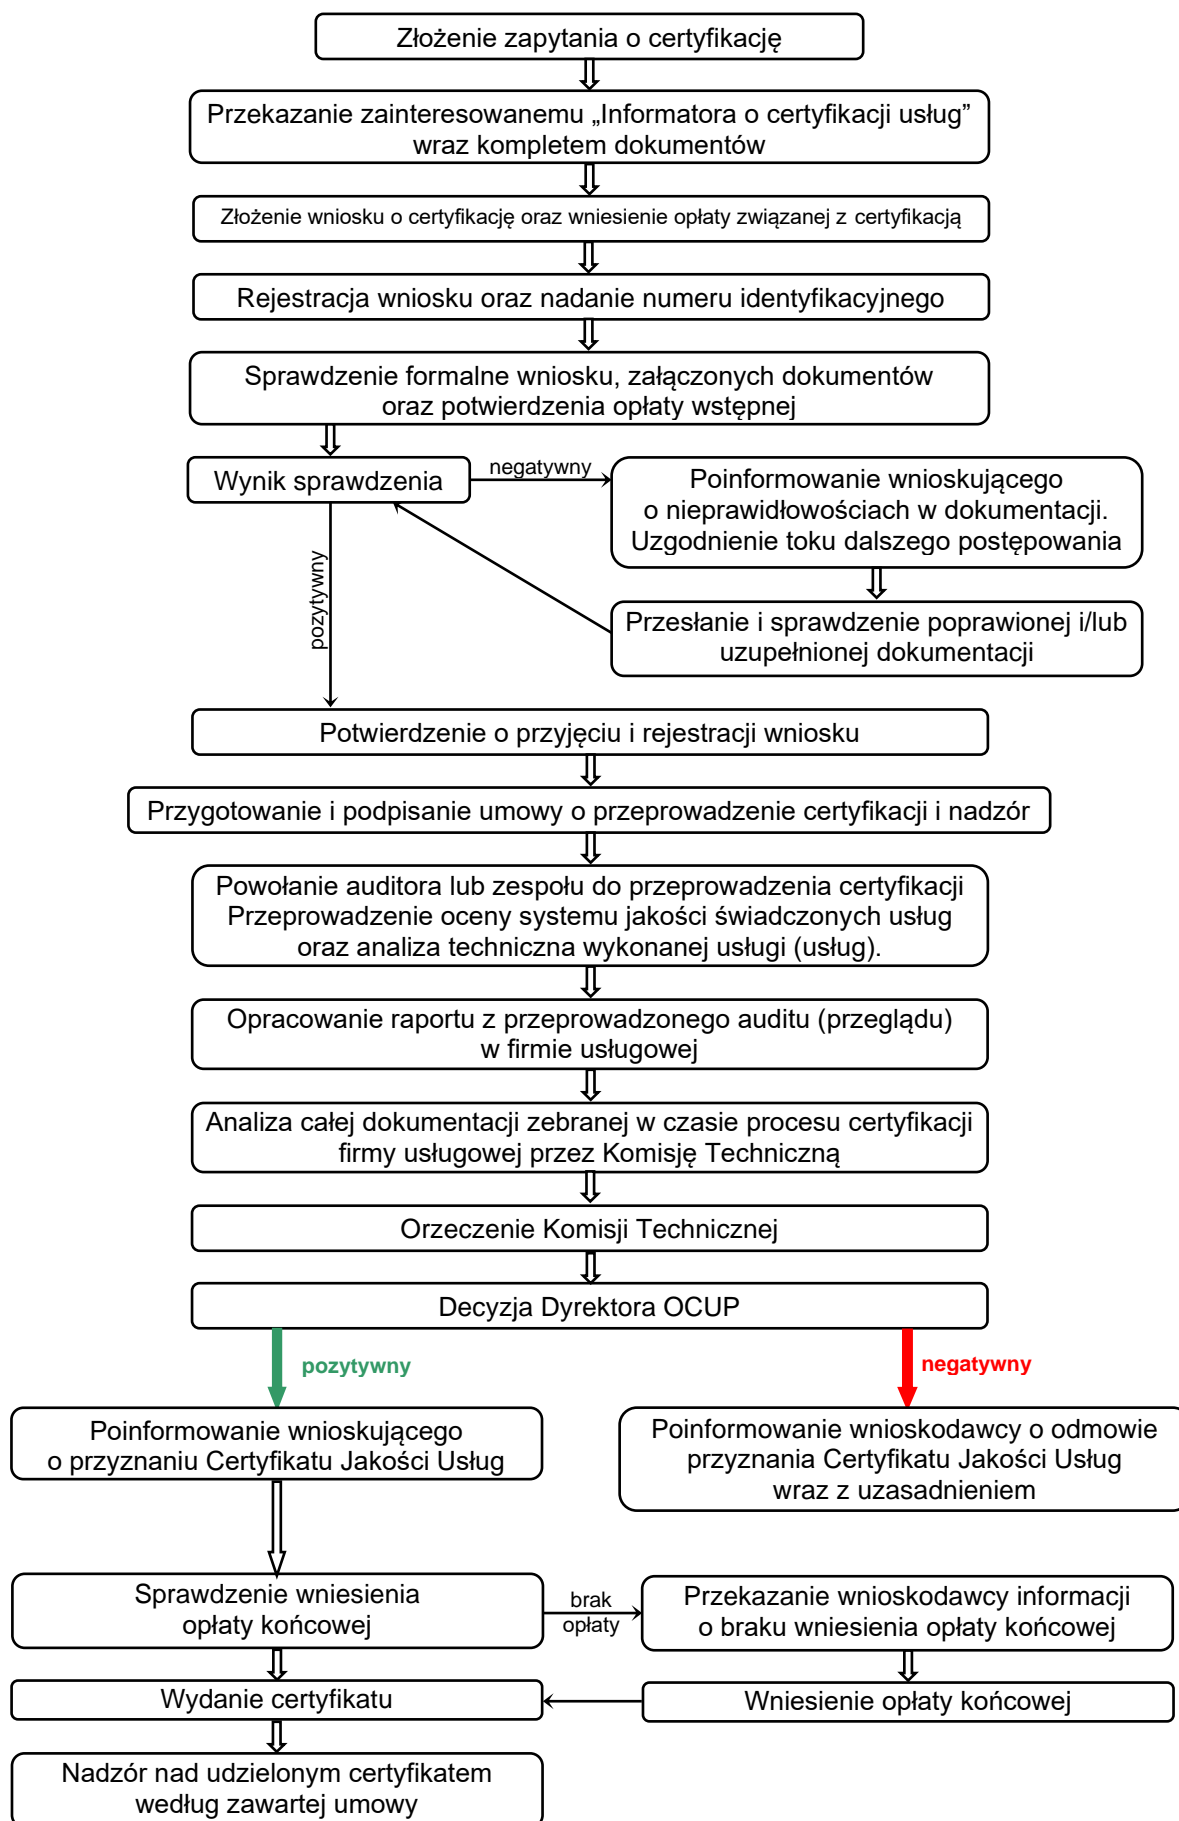 Złożenie zapytania o certyfikację
Przekazanie zainteresowanemu „Informatora o certyfikacji usług”
wraz kompletem dokumentów
Złożenie wniosku o certyfikację oraz wniesienie opłaty związanej z certyfikacją
Rejestracja wniosku oraz nadanie numeru identyfikacyjnego
Sprawdzenie formalne wniosku, załączonych dokumentów
oraz potwierdzenia opłaty wstępnej
Wynik sprawdzenia
negatywny
Poinformowanie wnioskującego
o nieprawidłowościach w dokumentacji.
Uzgodnienie toku dalszego postępowania
pozytywny
Przesłanie i sprawdzenie poprawionej i/lub
uzupełnionej dokumentacji
Potwierdzenie o przyjęciu i rejestracji wniosku
Przygotowanie i podpisanie umowy o przeprowadzenie certyfikacji i nadzór
Powołanie auditora lub zespołu do przeprowadzenia certyfikacji
Przeprowadzenie oceny systemu jakości świadczonych usług
oraz analiza techniczna wykonanej usługi (usług).
Opracowanie raportu z przeprowadzonego auditu (przeglądu)
w firmie usługowej
Analiza całej dokumentacji zebranej w czasie procesu certyfikacji
firmy usługowej przez Komisję Techniczną
Orzeczenie Komisji Technicznej
Decyzja Dyrektora OCUP
pozytywny
negatywny
Poinformowanie wnioskującego
o przyznaniu Certyfikatu Jakości Usług
Poinformowanie wnioskodawcy o odmowie
przyznania Certyfikatu Jakości Usług
wraz z uzasadnieniem
Sprawdzenie wniesienia
opłaty końcowej
brak
opłaty
Przekazanie wnioskodawcy informacji
o braku wniesienia opłaty końcowej
Wydanie certyfikatu
Wniesienie opłaty końcowej
Nadzór nad udzielonym certyfikatem
według zawartej umowy